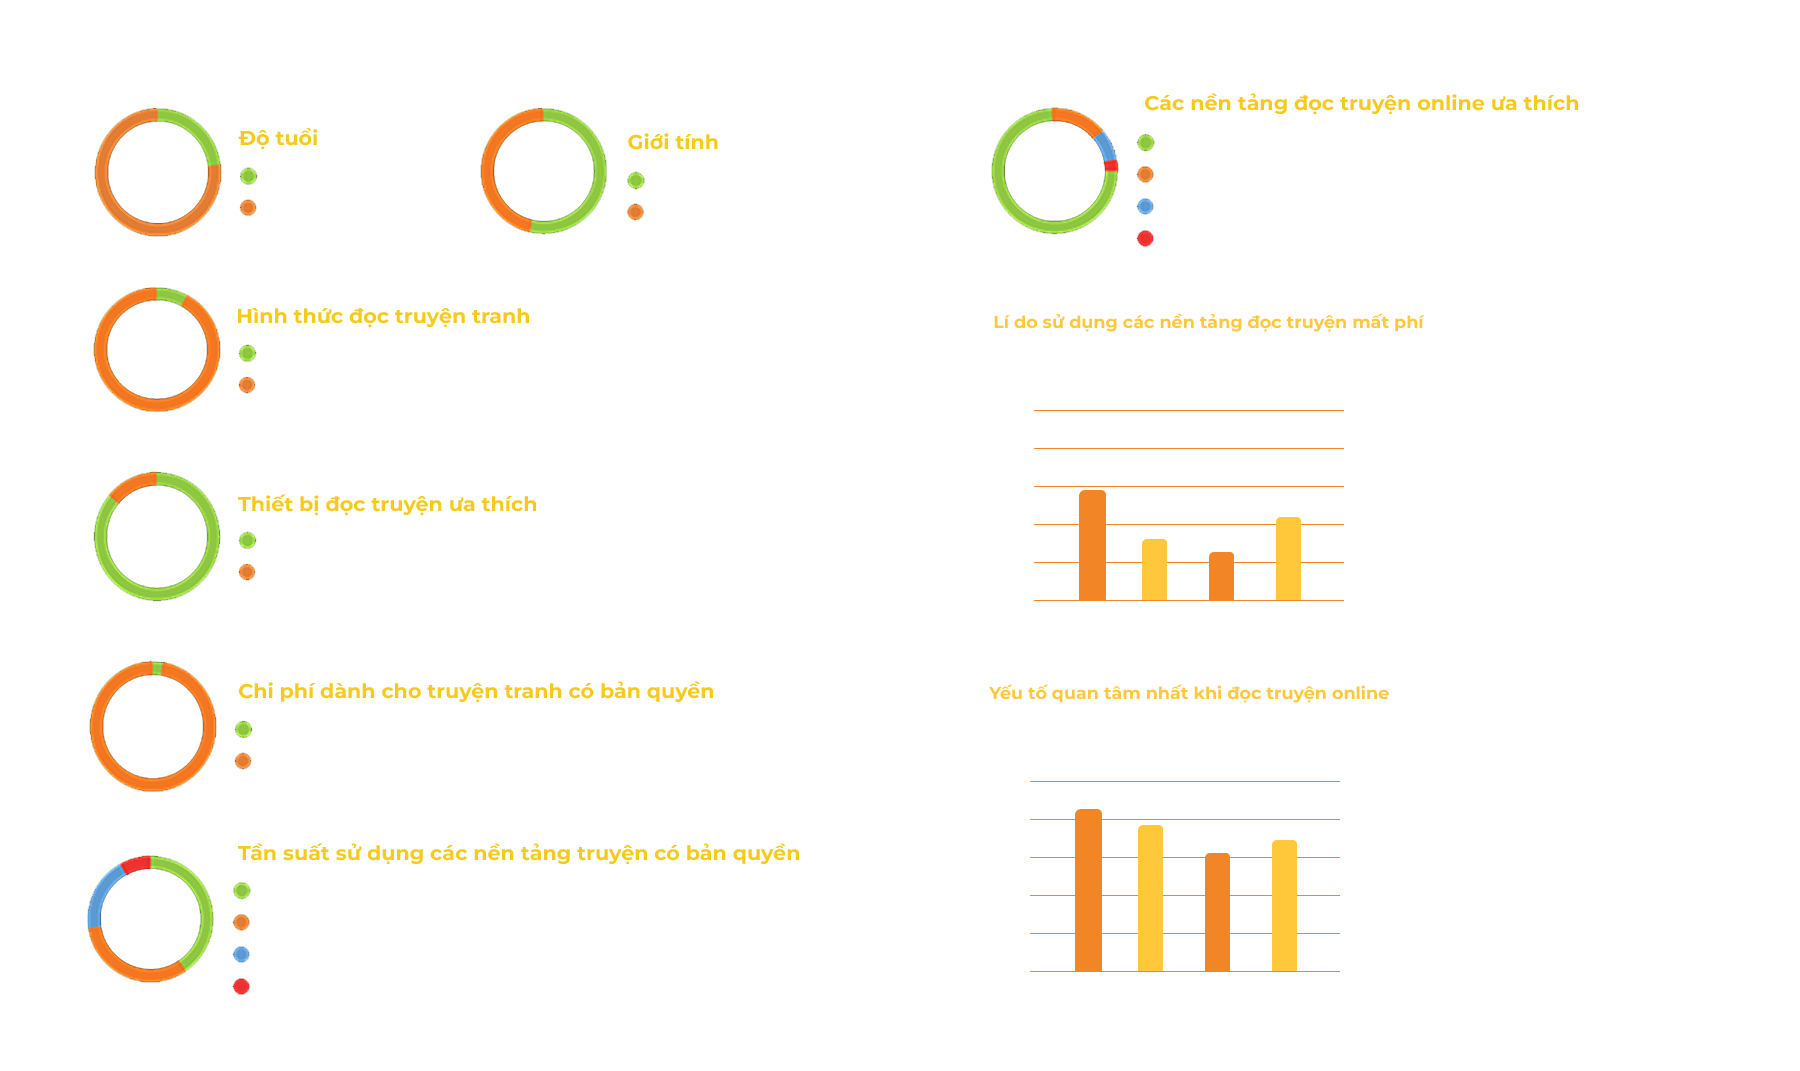 Độ tuổi
Giới tính
Hình thức đọc truyện tranh
Thiết bị đọc truyện ưa thích
Chi phí dành cho truyện tranh có bản quyền
Tần suất sử dụng các nền tảng truyện có bản quyền
Các nền tảng đọc truyện online ưa thích
Lí do sử dụng các nền tảng đọc truyện mất phí
Yếu tố quan tâm nhất khi đọc truyện online